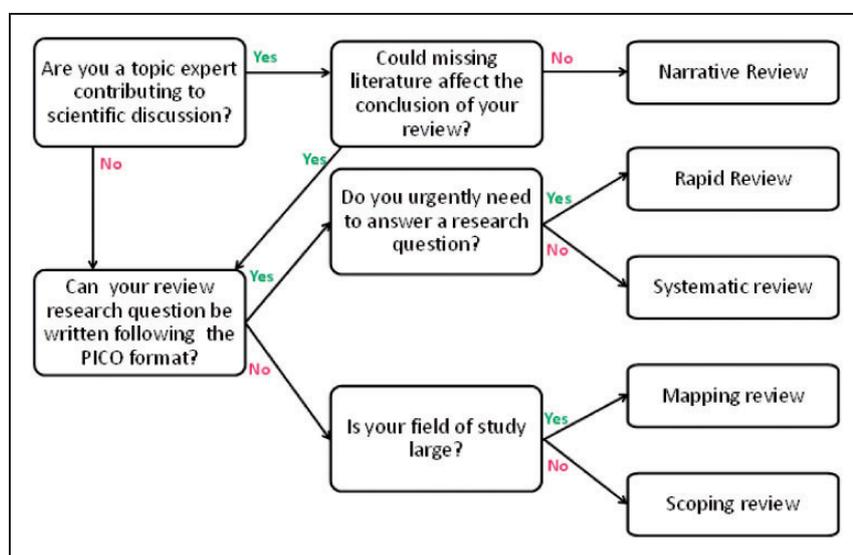 Are you a topic expert
contributing to
scientific discussion?
Yes
No
Could missing
literature affect the
conclusion of your
review?
No
Yes
Narrative Review
Do you urgently need
to answer a research
question?
Yes
No
Rapid Review
Systematic review
Can your review
research question be
written following the
PICO format?
Yes
No
Is your field of study
large?
Yes
No
Mapping review
Scoping review